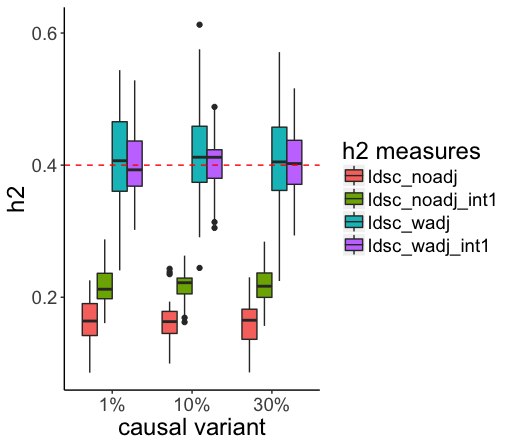 0.6
0.4
0.2
h2
1%
10%
30%
causal variant
h2 measures
ldsc_noadj
ldsc_noadj_int1
ldsc_wadj
ldsc_wadj_int1